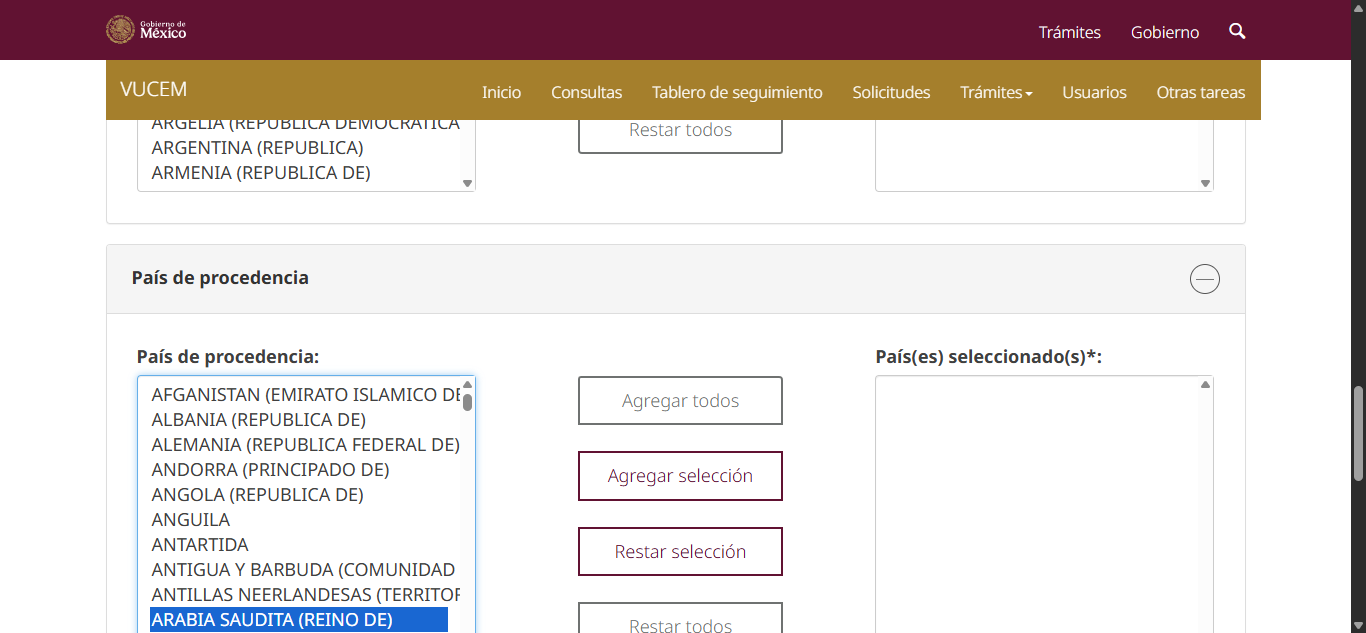 Gobierno de
México
Trámites
Gobierno
VUCEM
Inicio
Consultas
Tablero de seguimiento
Solicitudes
Trámites
Usuarios
Otras tareas
ARGELIA (REPUBLICA DEMOCRATICA
ARGENTINA (REPUBLICA)
ARMENIA (REPUBLICA DE)
Restar todos
País de procedencia
País de procedencia:
AFGANISTAN (EMIRATO ISLAMICO DE
ALBANIA (REPUBLICA DE)
ALEMANIA (REPUBLICA FEDERAL DE)
ANDORRA (PRINCIPADO DE)
ANGOLA (REPUBLICA DE)
ANGUILA
ANTARTIDA
ANTIGUA Y BARBUDA (COMUNIDAD
ANTILLAS NEERLANDESAS (TERRITOR
ARABIA SAUDITA (REINO DE)
Agregar todos
Agregar selección
Restar selección
Restar todos
País(es) seleccionado(s)*: